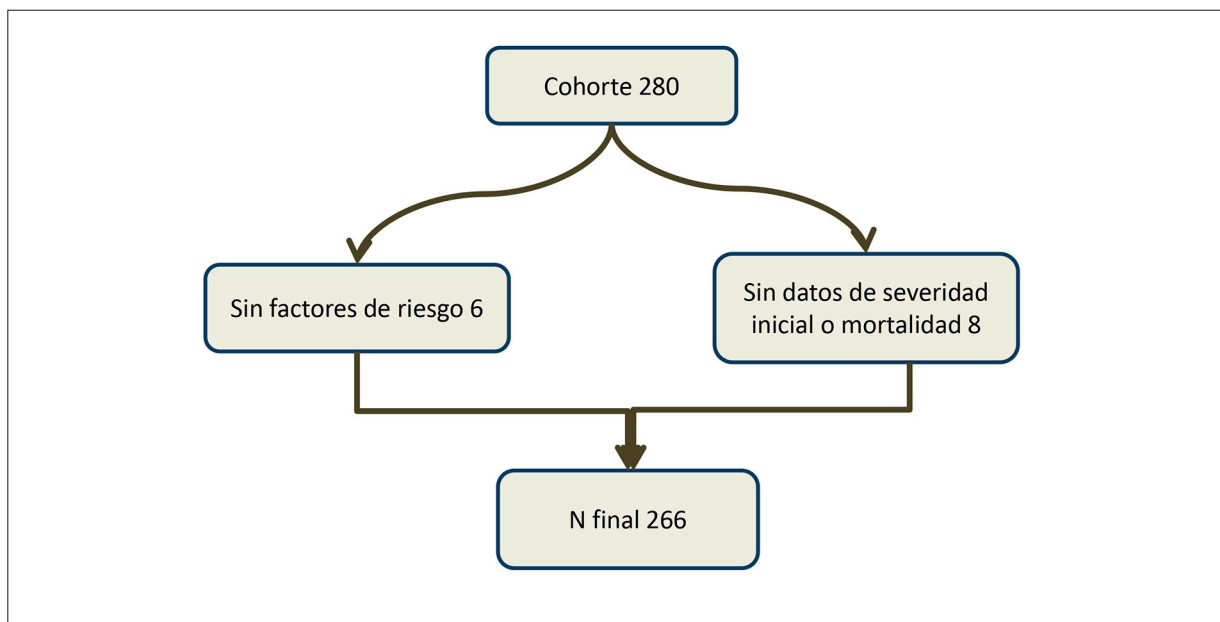 Cohorte 280
Sin factores de riesgo 6
Sin datos de severidad
inicial o mortalidad 8
N final 266